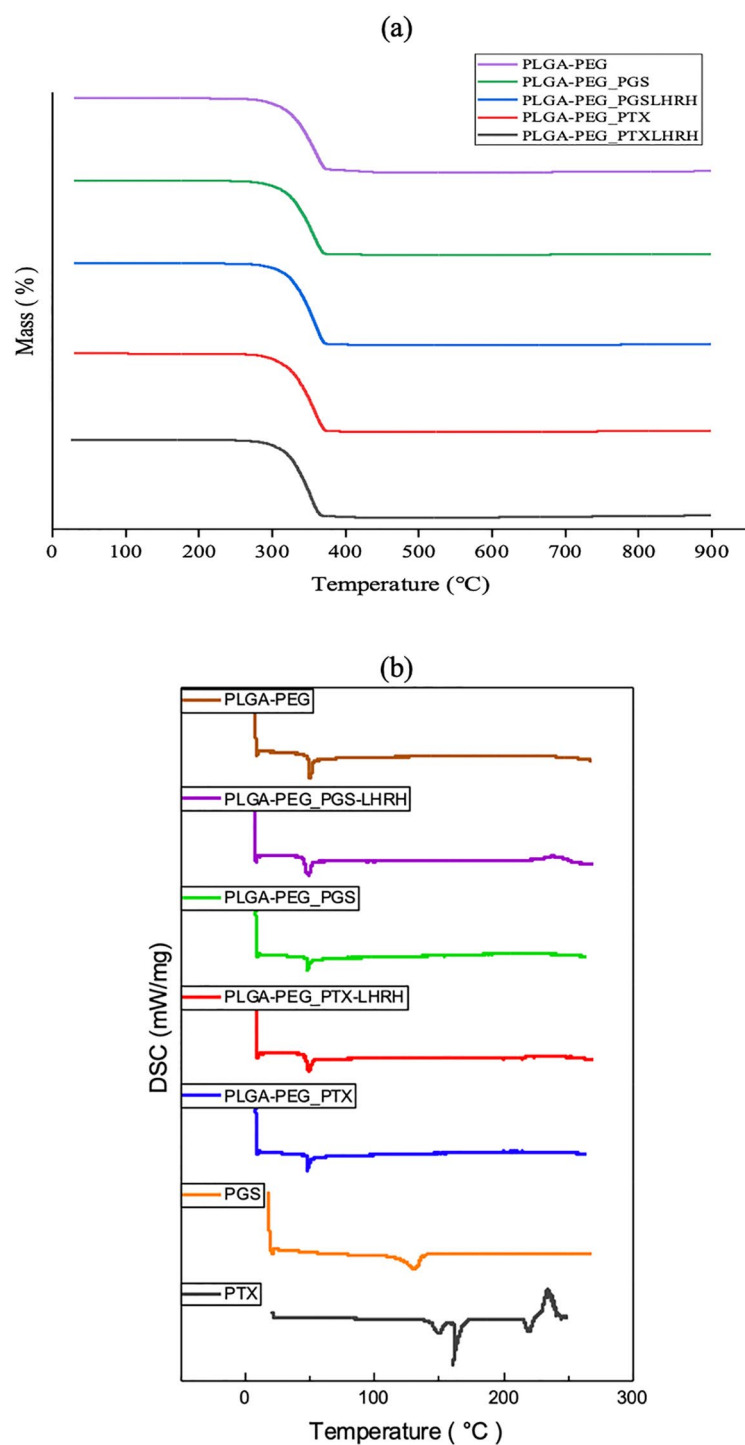 (a)
PLGA-PEG
PLGA-PEG_PGS
PLGA-PEG_PGSLHRH
PLGA-PEG_PTX
PLGA-PEG_PTXLHRH
Mass ( % )
0 100 200 300 400 500 600 700 800 900
Temperature (°C)
(b)
PLGA-PEG
PLGA-PEG_PGS-LHRH
PLGA-PEG_PGS
PLGA-PEG_PTX-LHRH
PLGA-PEG_PTX
PGS
PTX
DSC (mW/mg)
0 100 200 300
Temperature ( °C)